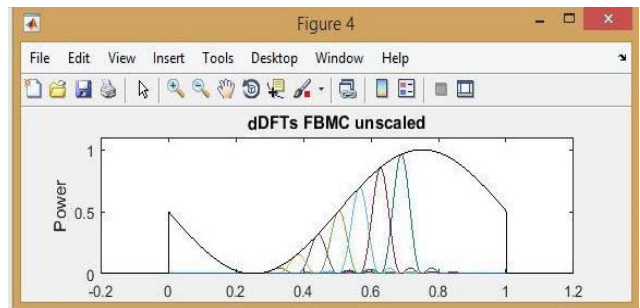 Figure 4
File Edit View Insert Tools Desktop Window Help
dDFTs FBMC unscaled
1
0.5
0
Power
-0.2 0 0.2 0.4 0.6 0.8 1 1.2